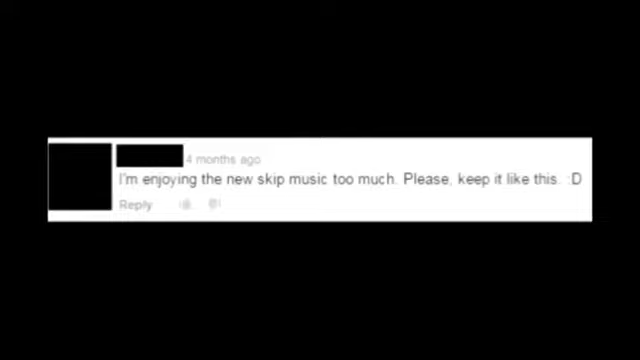 4 months ago
I'm enjoying the new skip music too much. Please, keep it like this. :D
Reply